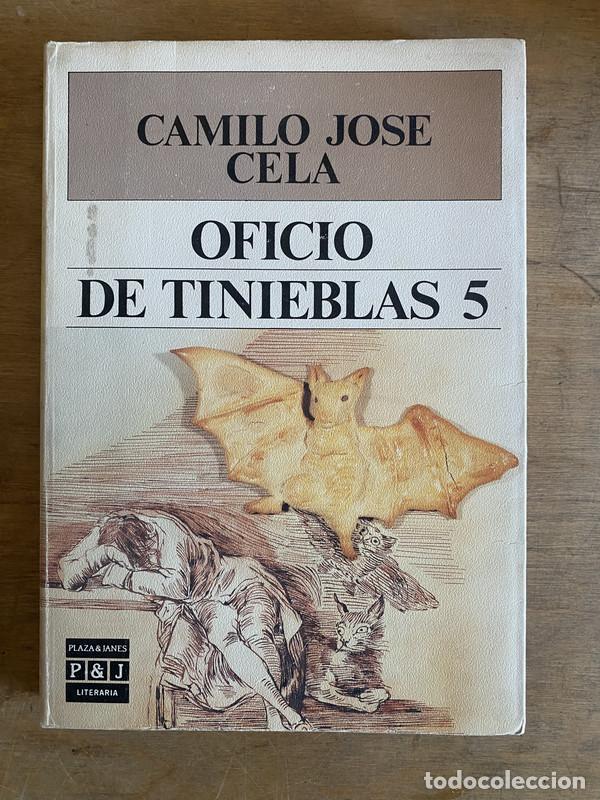 CAMILO JOSE
CELA
OFICIO
DE TINIEBLAS 5
PLAZA & JANES
P & J
LITERARIA
todocoleccion